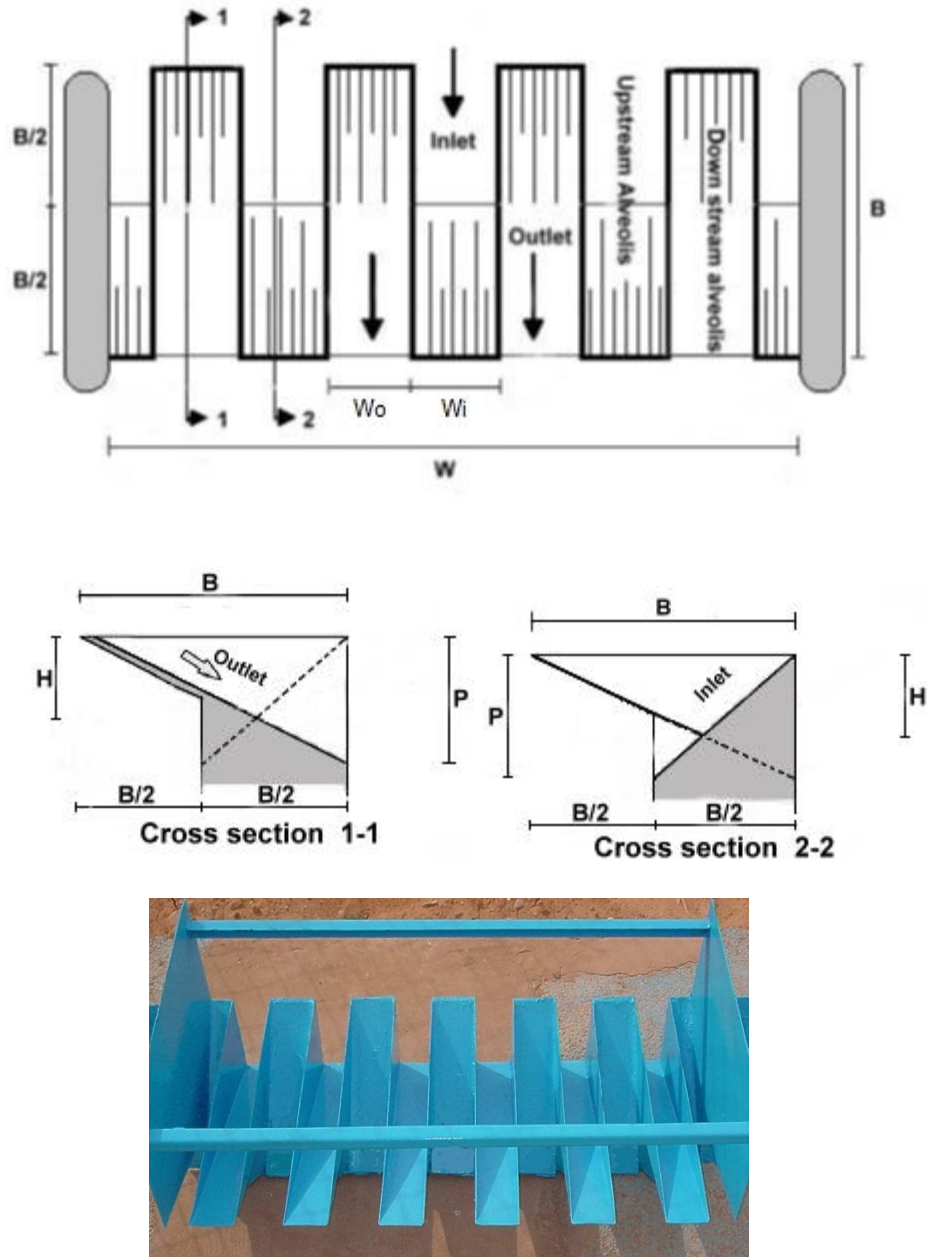 1 2
B/2 B/2
Inlet
Outlet
Upstream Alveolis
Down stream alveolis
B
1 2
Wo Wi
W
B
H
Outlet
P
B/2 B/2
Cross section 1-1
B
P
Inlet
H
B/2 B/2
Cross section 2-2